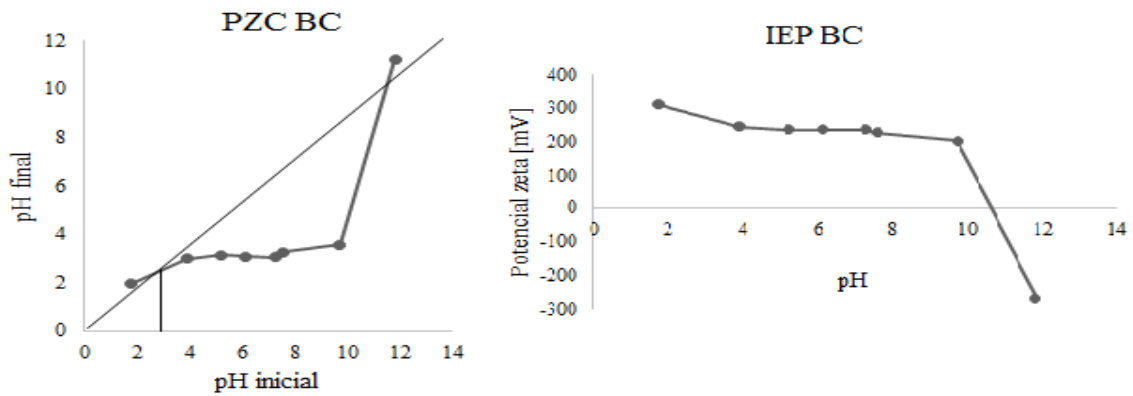 PZC BC
12
10
8
6
4
2
0
0 2 4 6 8 10 12 14
pH final
pH inicial
IEP BC
400
300
200
100
0
-100
-200
-300
0 2 4 6 8 10 12 14
Potencial zeta [mV]
pH